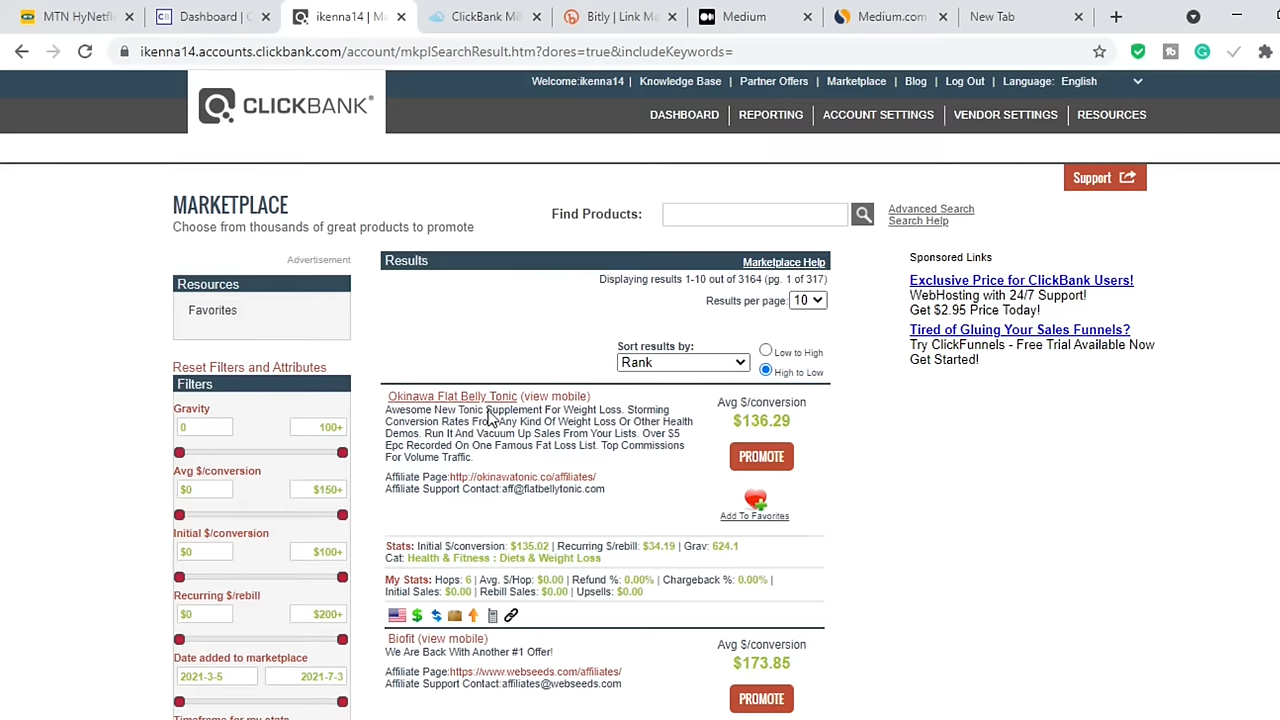 MTN HyNetfl
Dashboard | C
ikenna14 | Ma
ClickBank Mi
Bitly | Link Ma
Medium
Medium.com
New Tab
ikenna14.accounts.clickbank.com/account/mkplSearchResult.htm?dores=true&includeKeywords=
Welcome:ikenna14 | Knowledge Base | Partner Offers | Marketplace | Blog | Log Out | Language: English
CLICKBANK®
DASHBOARD | REPORTING | ACCOUNT SETTINGS | VENDOR SETTINGS | RESOURCES
Support
MARKETPLACE
Choose from thousands of great products to promote
Find Products:
Advanced Search
Search Help
Advertisement
Resources
Favorites
Reset Filters and Attributes
Filters
Gravity
0 100+
Avg $/conversion
$0 $150+
Initial $/conversion
$0 $100+
Recurring $/rebill
$0 $200+
Date added to marketplace
2021-3-5 2021-7-3
Timeframe for my stats
Results Marketplace Help
Displaying results 1-10 out of 3164 (pg. 1 of 317)
Results per page: 10
Sort results by:
Rank
Low to High
High to Low
Okinawa Flat Belly Tonic (view mobile)
Awesome New Tonic Supplement For Weight Loss. Storming
Conversion Rates From Any Kind Of Weight Loss Or Other Health
Demos. Run It And Vacuum Up Sales From Your Lists. Over $5
Epc Recorded On One Famous Fat Loss List. Top Commissions
For Volume Traffic.
Affiliate Page:http://okinawatonic.co/affiliates/
Affiliate Support Contact:aff@flatbellytonic.com
Avg $/conversion
$136.29
PROMOTE
Add To Favorites
Stats: Initial $/conversion: $135.02 | Recurring $/rebill: $34.19 | Grav: 624.1
Cat: Health & Fitness : Diets & Weight Loss
My Stats: Hops: 6 | Avg. $/Hop: $0.00 | Refund %: 0.00% | Chargeback %: 0.00% |
Initial Sales: $0.00 | Rebill Sales: $0.00 | Upsells: $0.00
Biofit (view mobile)
We Are Back With Another #1 Offer!
Affiliate Page:https://www.webseeds.com/affiliates/
Affiliate Support Contact:affiliates@webseeds.com
Avg $/conversion
$173.85
PROMOTE
Sponsored Links
Exclusive Price for ClickBank Users!
WebHosting with 24/7 Support!
Get $2.95 Price Today!
Tired of Gluing Your Sales Funnels?
Try ClickFunnels - Free Trial Available Now
Get Started!